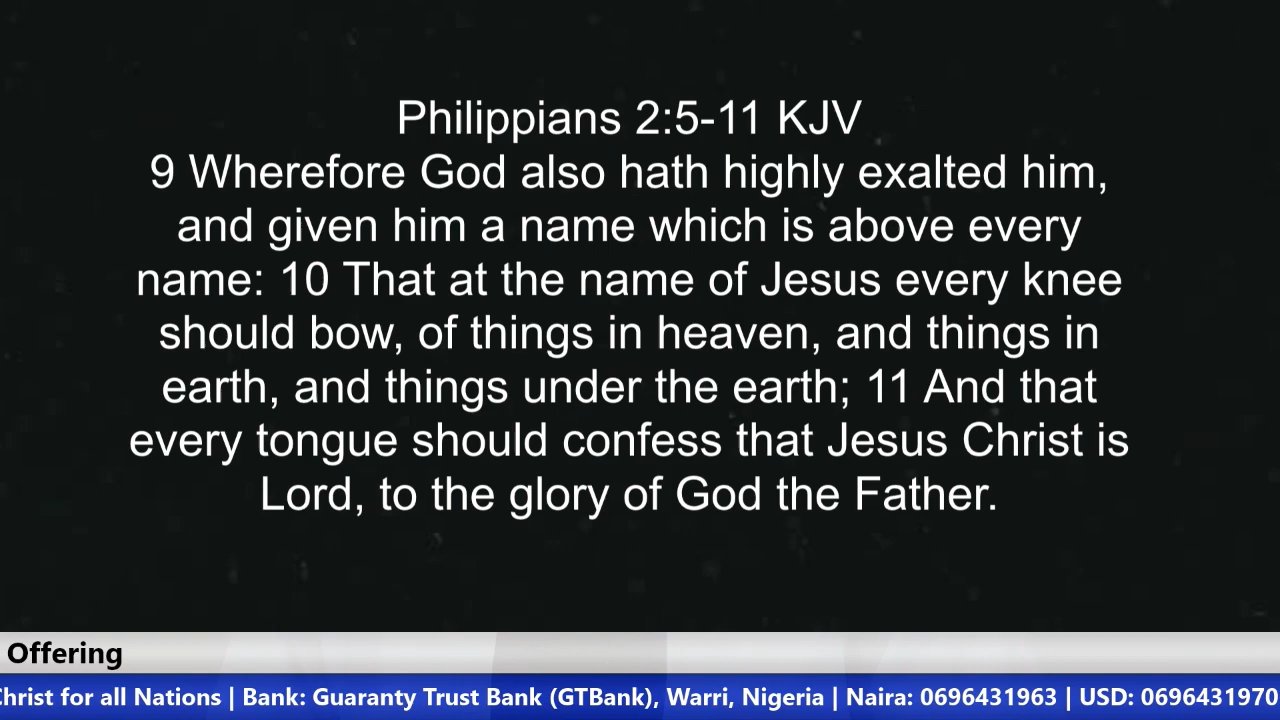 Philippians 2:5-11 KJV
9 Wherefore God also hath highly exalted him,
and given him a name which is above every
name: 10 That at the name of Jesus every knee
should bow, of things in heaven, and things in
earth, and things under the earth; 11 And that
every tongue should confess that Jesus Christ is
Lord, to the glory of God the Father.
Offering
Christ for all Nations | Bank: Guaranty Trust Bank (GTBank), Warri, Nigeria | Naira: 0696431963 | USD: 0696431970